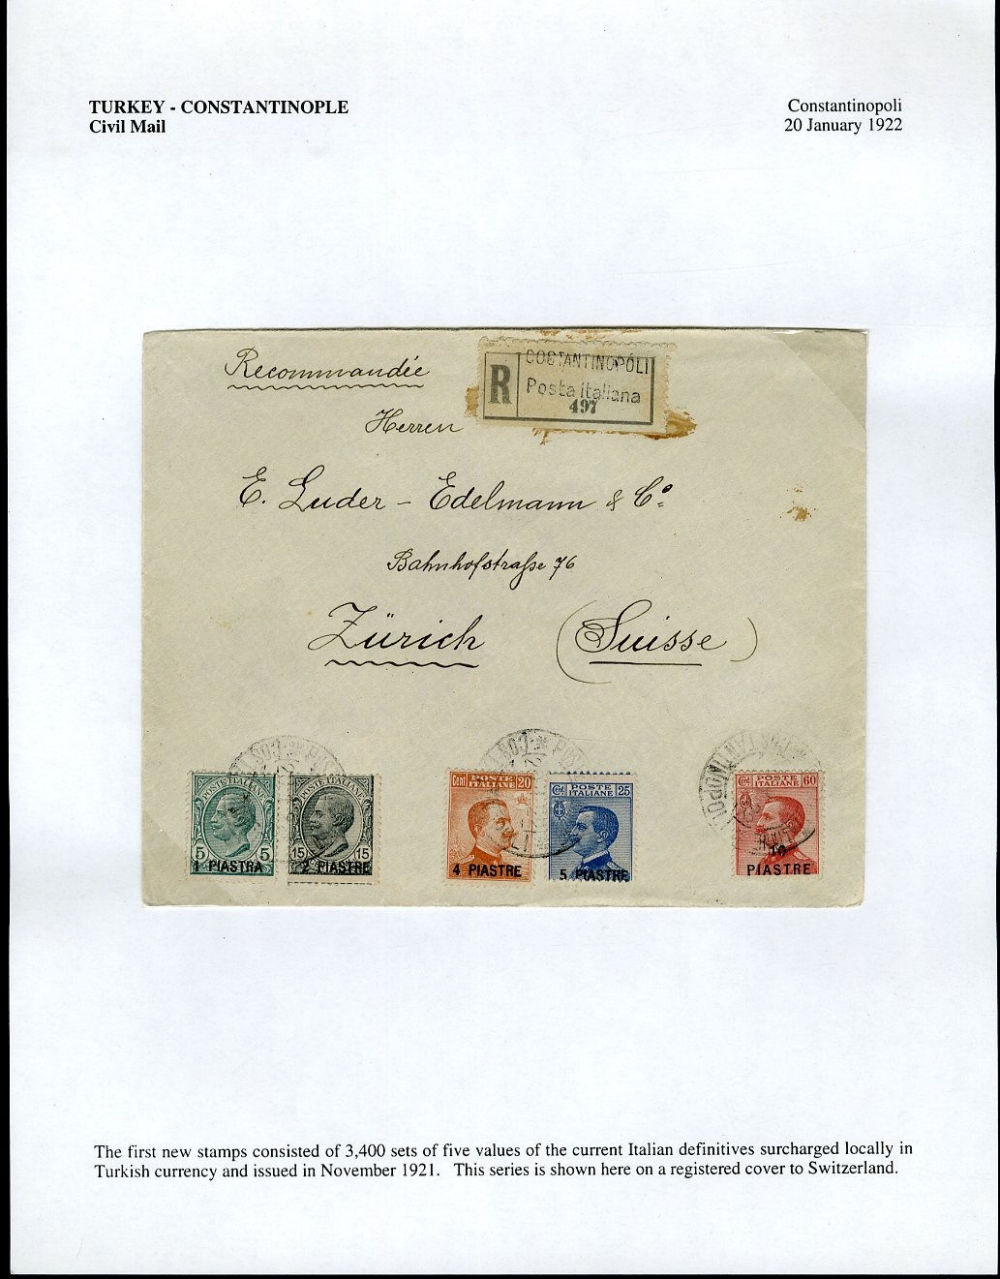 TURKEY - CONSTANTINOPLE
Civil Mail
Constantinopoli
20 January 1922
Recommandée
R
COSTANTINOPOLI
Posta italiana
497
Herren
E. Luder - Edelmann & Co.
Bahnhofstraße 76
Zürich (Suisse)
POSTE ITALIANE
5 5
1 PIASTRA
POSTE ITALIANE
15 15
2 PIASTRE
Cent POSTE ITALIANE 20
4 PIASTRE
POSTE ITALIANE 25
5 PIASTRE
POSTE ITALIANE 60
10
PIASTRE
The first new stamps consisted of 3,400 sets of five values of the current Italian definitives surcharged locally in
Turkish currency and issued in November 1921. This series is shown here on a registered cover to Switzerland.